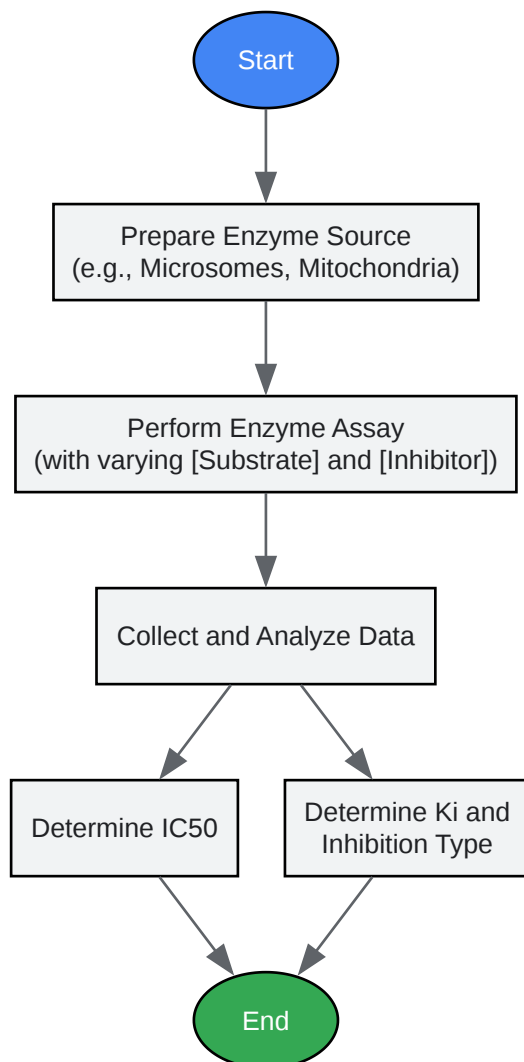 Start
Prepare Enzyme Source
(e.g., Microsomes, Mitochondria)
Perform Enzyme Assay
(with varying [Substrate] and [Inhibitor])
Collect and Analyze Data
Determine IC50
Determine Ki and
Inhibition Type
End